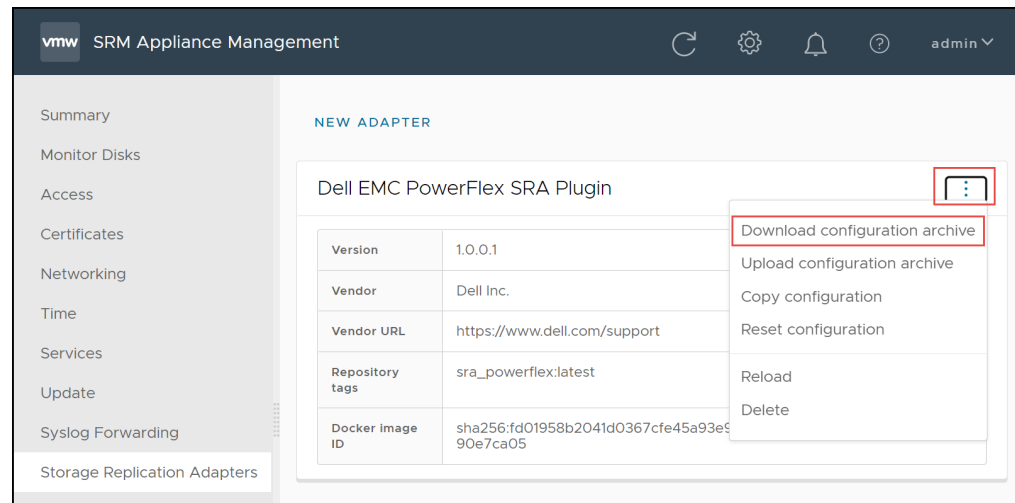 vmw SRM Appliance Management admin
Summary
Monitor Disks
Access
Certificates
Networking
Time
Services
Update
Syslog Forwarding
Storage Replication Adapters
NEW ADAPTER
Dell EMC PowerFlex SRA Plugin
Version 1.0.0.1
Vendor Dell Inc.
Vendor URL https://www.dell.com/support
Repository
tags
sra_powerflex:latest
Docker image
ID
sha256:fd01958b2041d0367cfe45a93e9
90e7ca05
Download configuration archive
Upload configuration archive
Copy configuration
Reset configuration
Reload
Delete